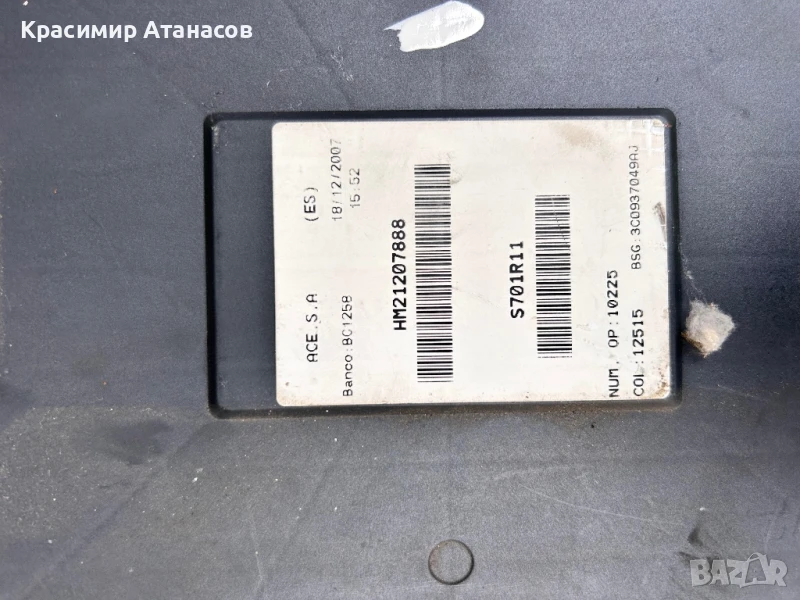 Красимир Атанасов
ACE.S.A (ES)
Banco:BC1258 18/12/2007
15:52
HM21207888
S701R11
NUM. OP:10225
COL:12515 BSG:3C0937049AJ
BAZAR